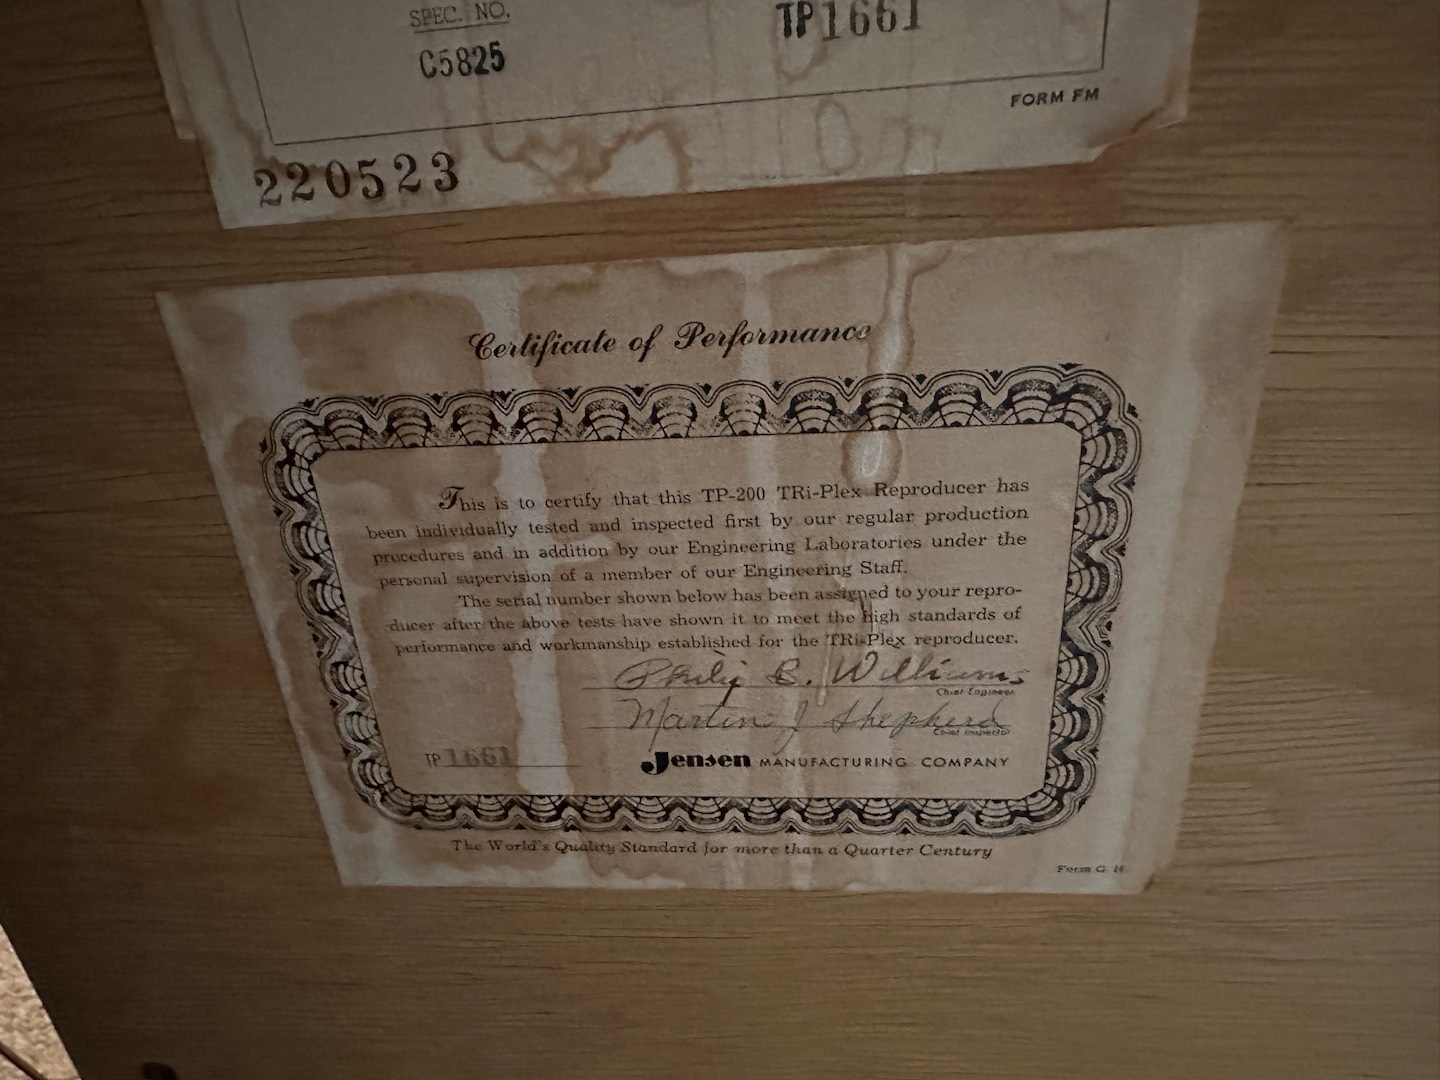 SPEC. NO.
C5825
TP1661
FORM FM
220523
Certificate of Performance
This is to certify that this TP-200 TRi-Plex Reproducer has
been individually tested and inspected first by our regular production
procedures and in addition by our Engineering Laboratories under the
personal supervision of a member of our Engineering Staff.
The serial number shown below has been assigned to your repro-
ducer after the above tests have shown it to meet the high standards of
performance and workmanship established for the TRi-Plex reproducer.
Philip B. Williams
Chief Engineer
Martin J Shepherd
Chief Inspector
TP 1661
Jensen MANUFACTURING COMPANY
The World's Quality Standard for more than a Quarter Century
Form G